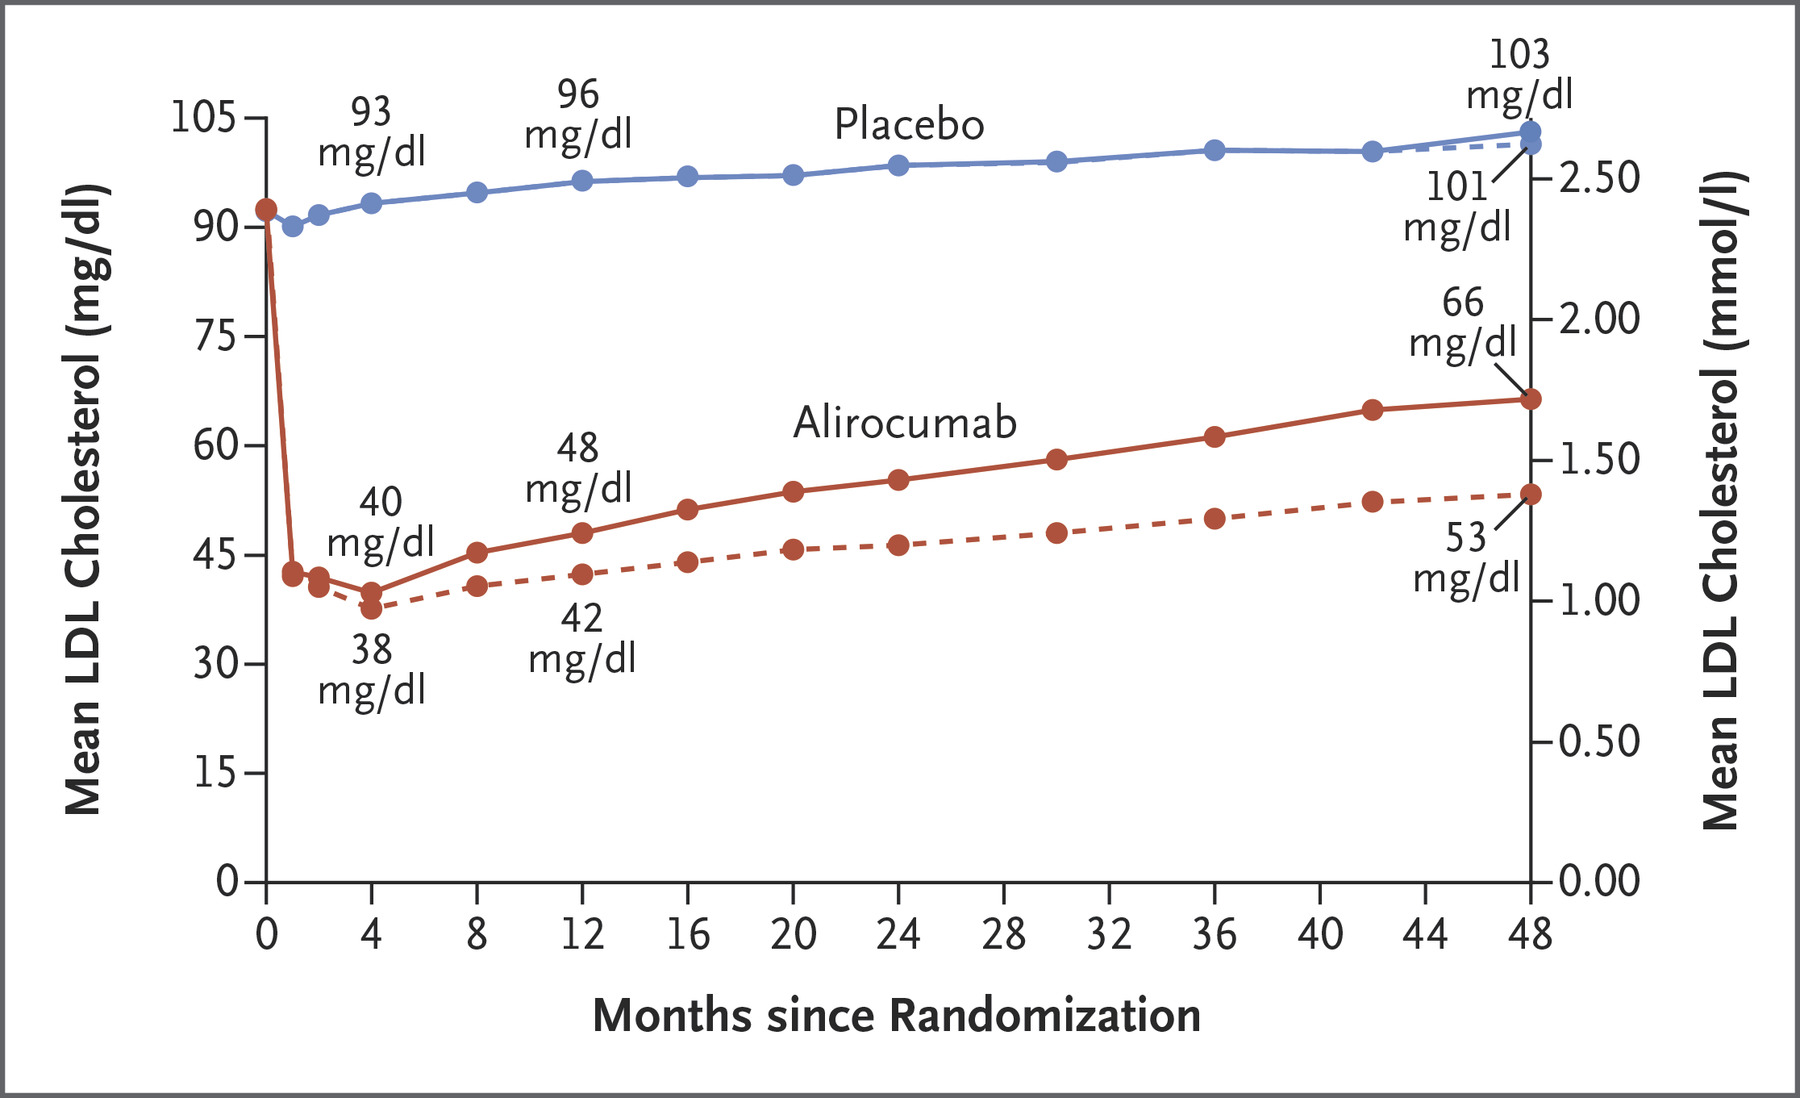 103
mg/dl
96
mg/dl
93
mg/dl
Placebo
101
mg/dl
66
mg/dl
Alirocumab
48
mg/dl
40
mg/dl
53
mg/dl
42
mg/dl
38
mg/dl
Mean LDL Cholesterol (mg/dl)
105
90
75
60
45
30
15
0
Mean LDL Cholesterol (mmol/l)
2.50
2.00
1.50
1.00
0.50
0.00
0 4 8 12 16 20 24 28 32 36 40 44 48
Months since Randomization